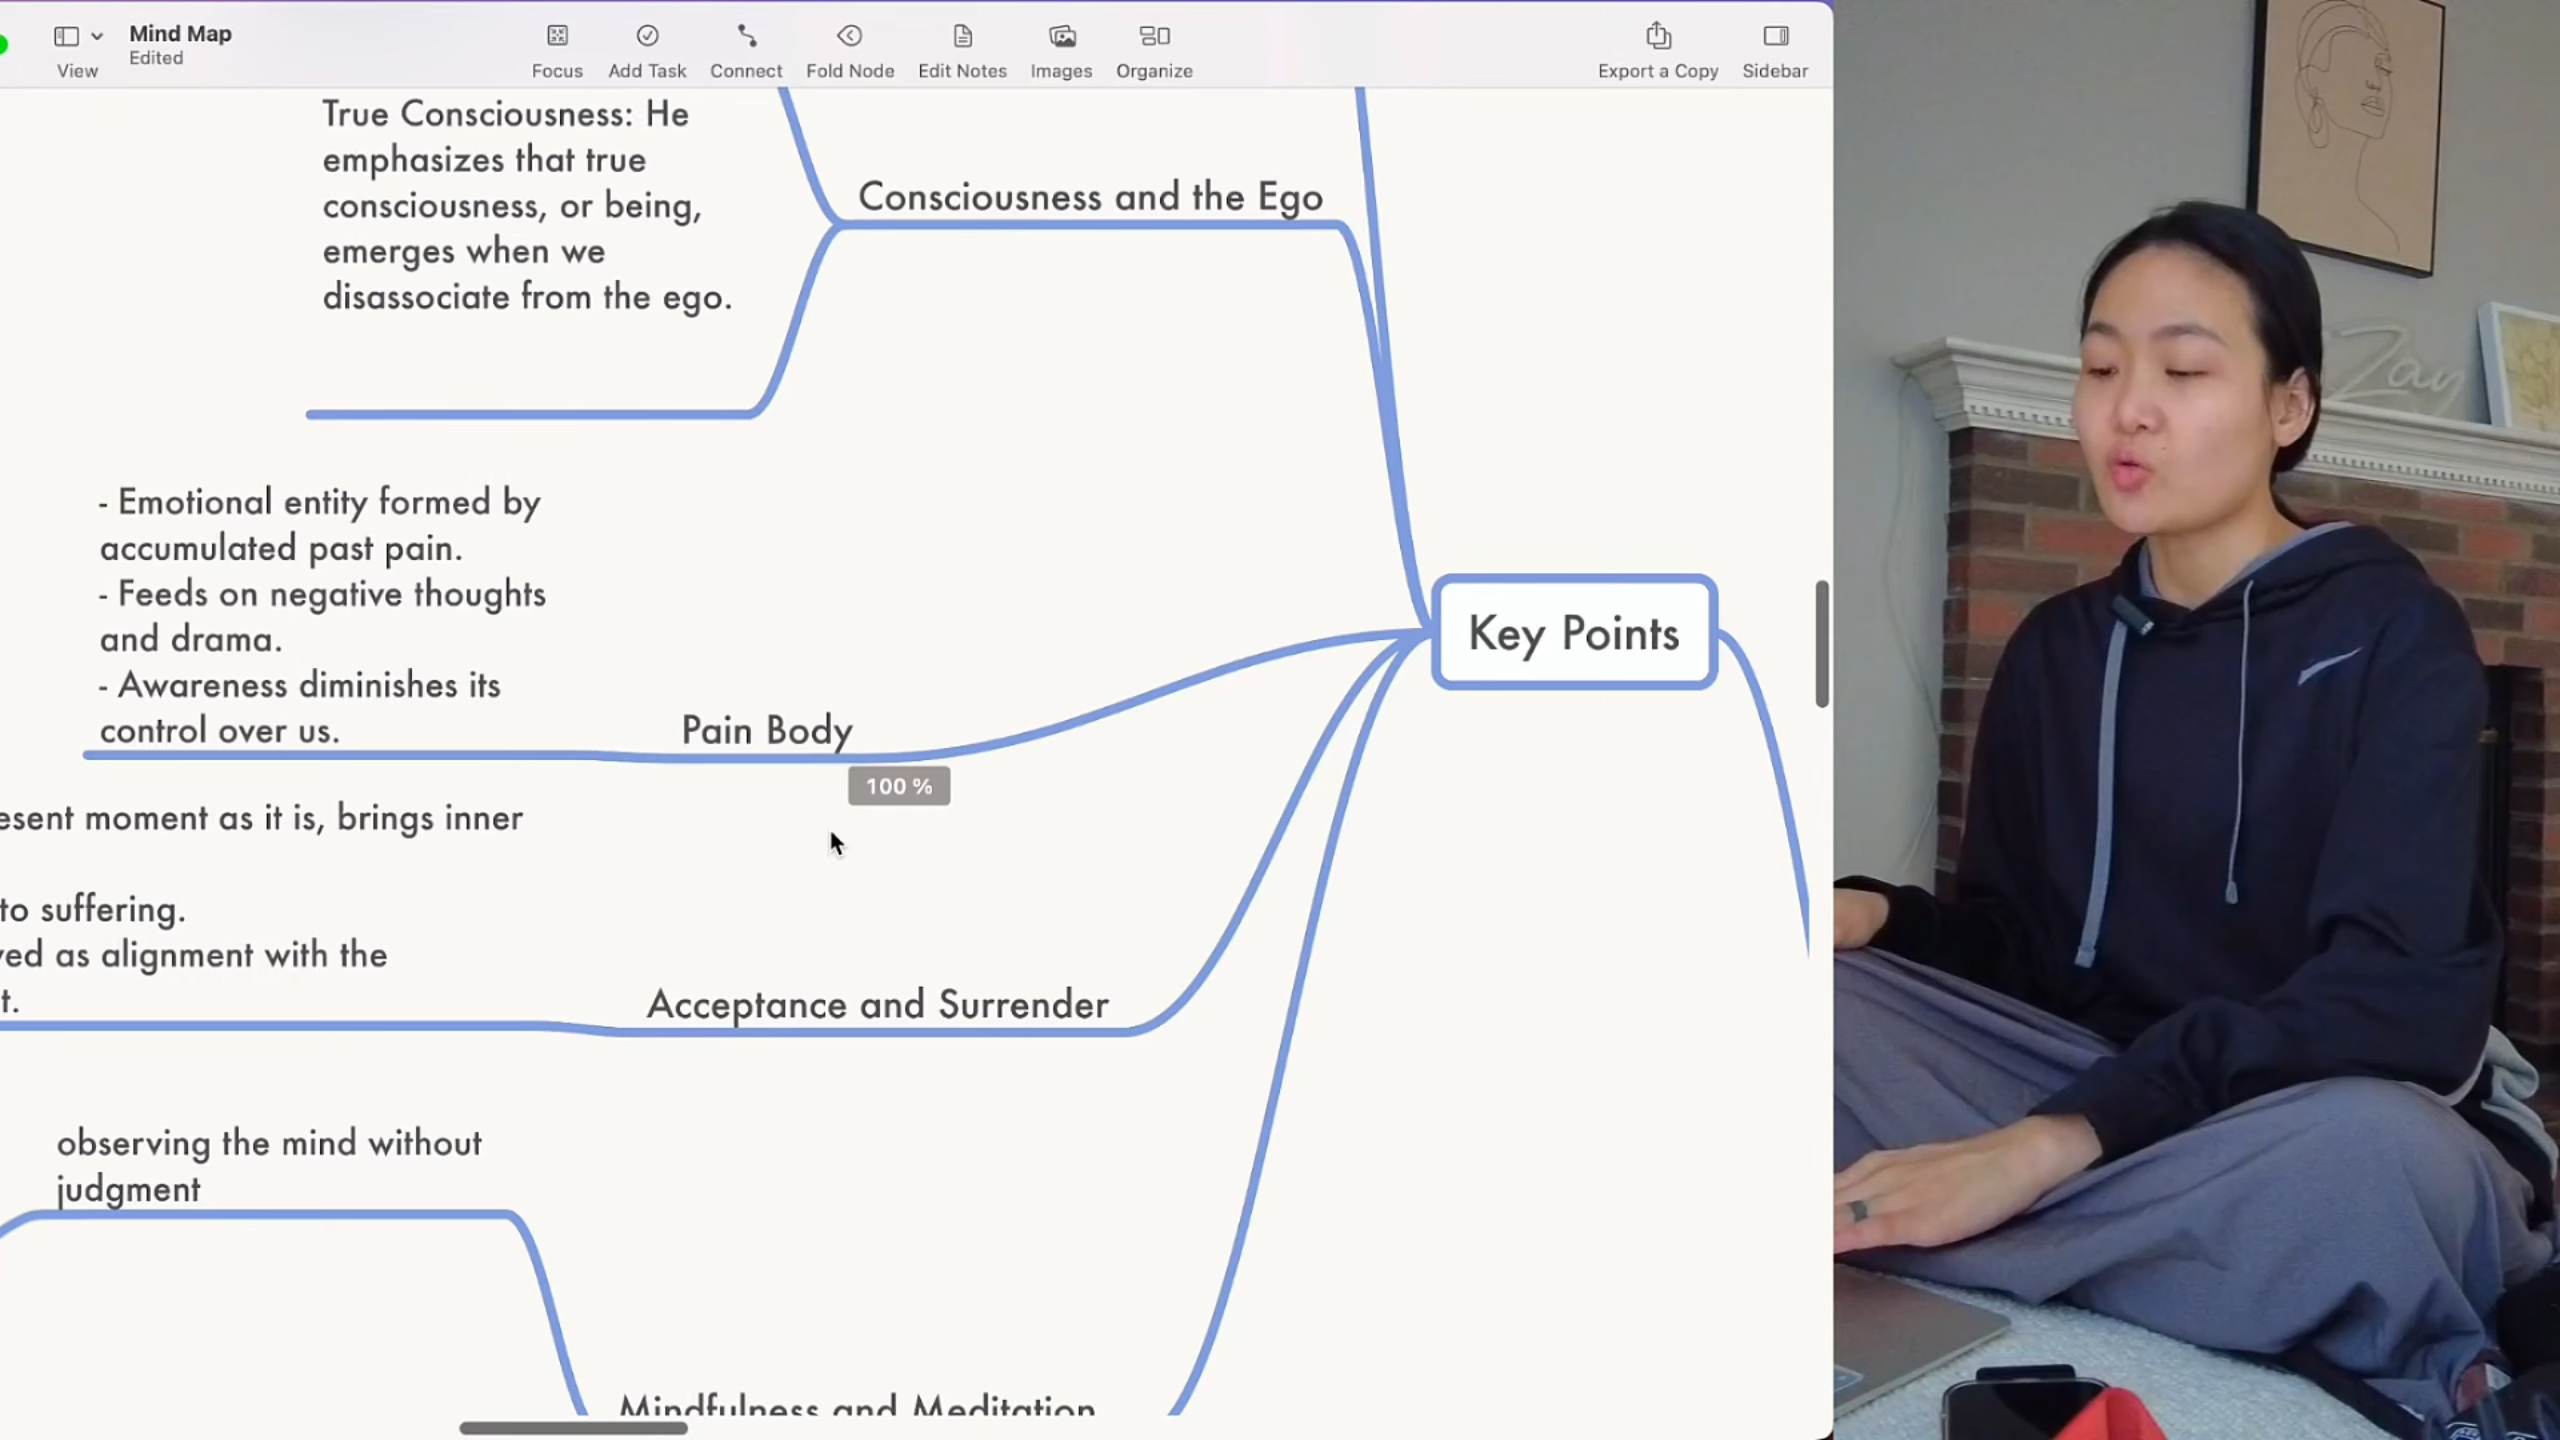 Mind Map
Edited
View
Focus
Add Task
Connect
Fold Node
Edit Notes
Images
Organize
Export a Copy
Sidebar
True Consciousness: He
emphasizes that true
consciousness, or being,
emerges when we
disassociate from the ego.
Consciousness and the Ego
- Emotional entity formed by
accumulated past pain.
- Feeds on negative thoughts
and drama.
- Awareness diminishes its
control over us.
Pain Body
100 %
Key Points
moment as it is, brings inner
to suffering.
as alignment with the
Acceptance and Surrender
observing the mind without
judgment
Mindfulness and Meditation